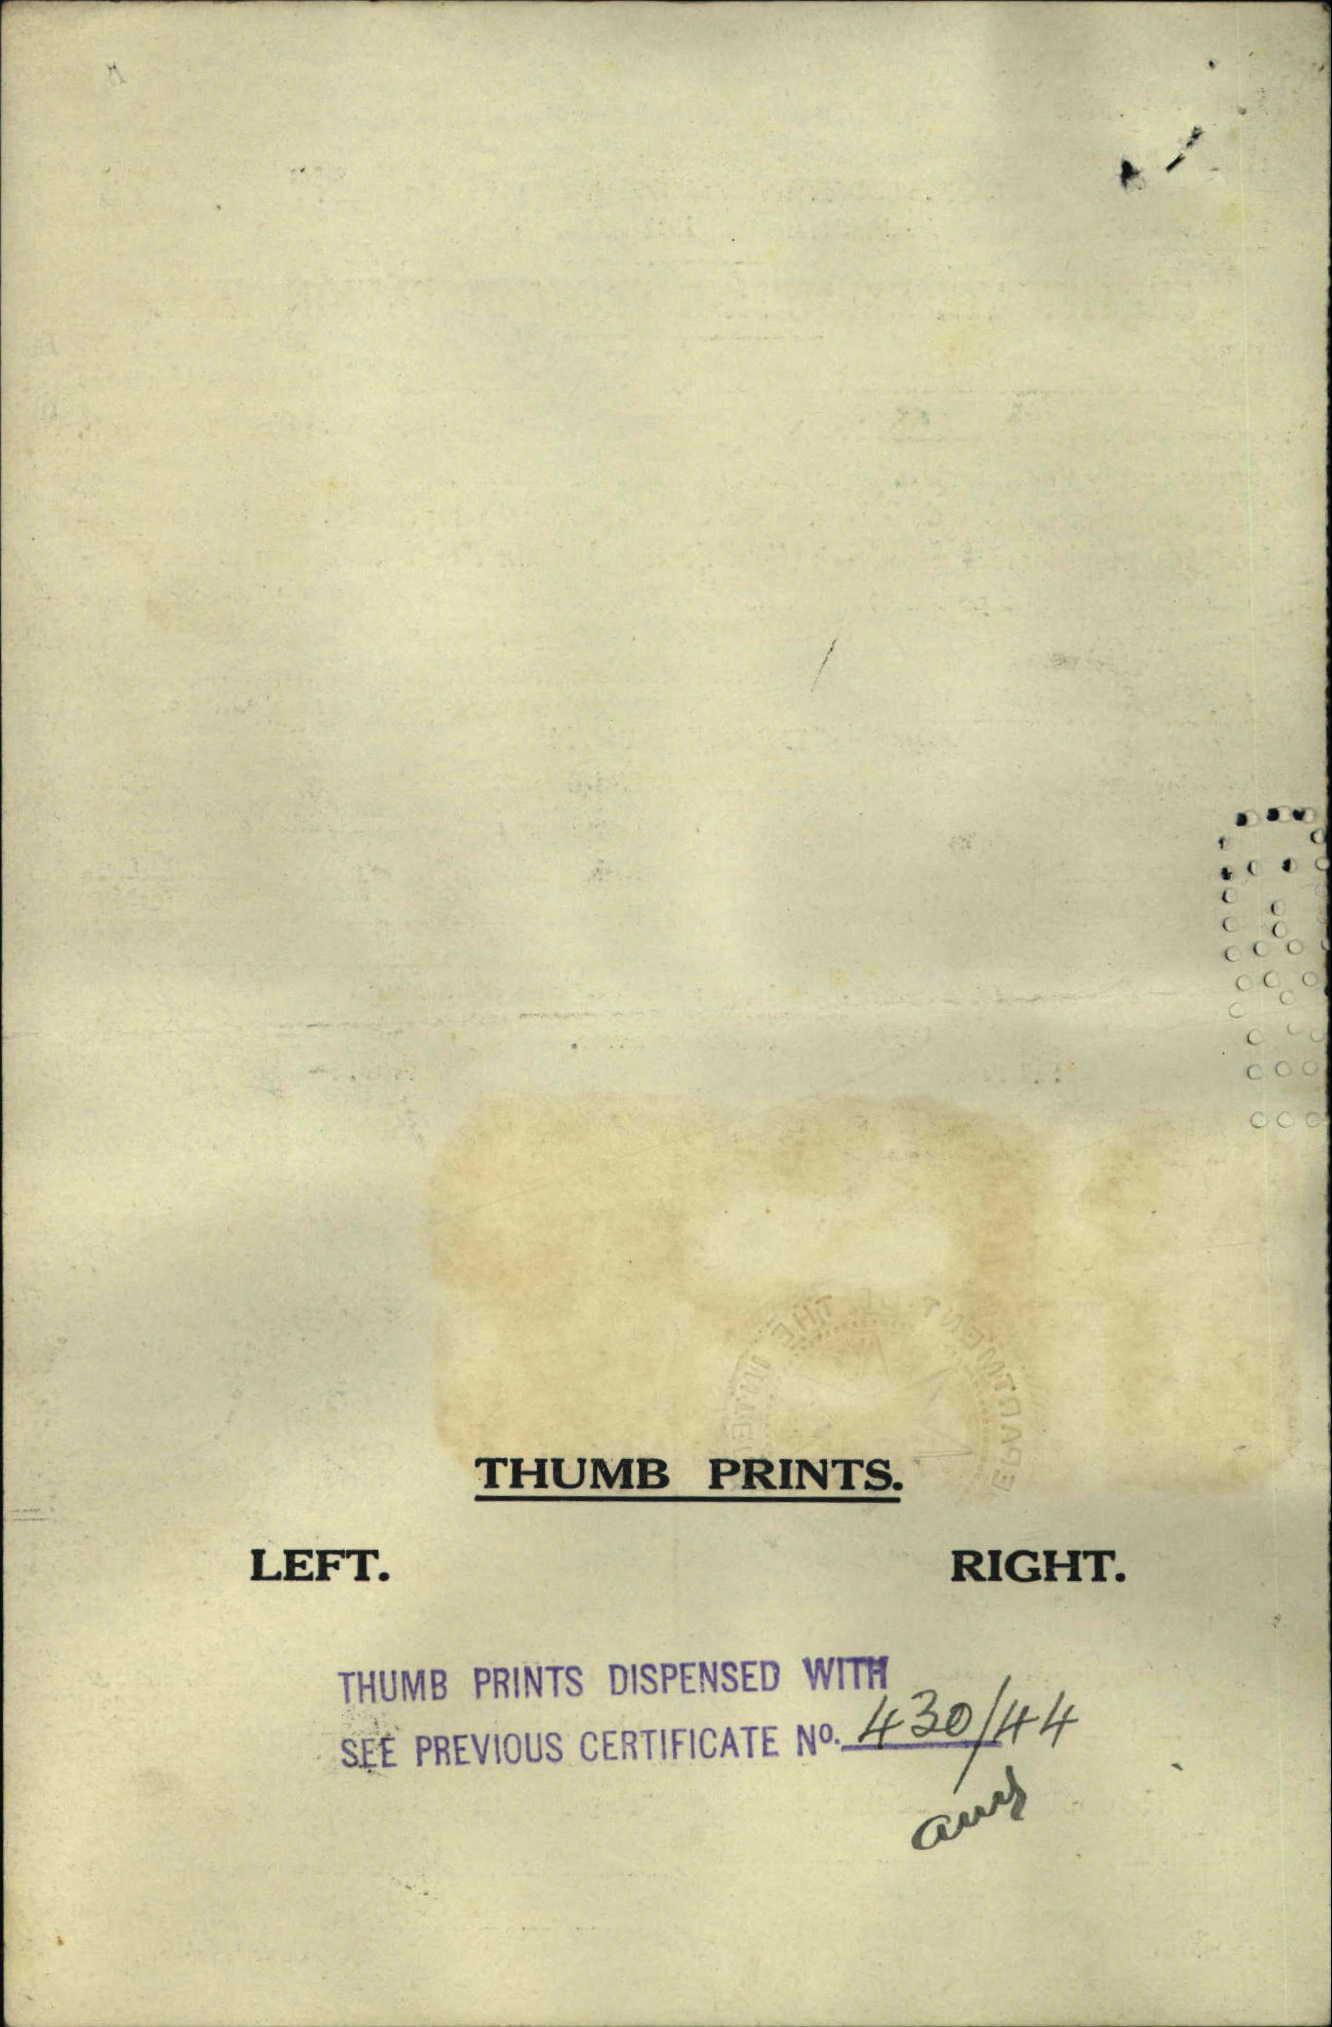 THUMB PRINTS.
LEFT. RIGHT.
THUMB PRINTS DISPENSED WITH
SEE PREVIOUS CERTIFICATE No. 430/44